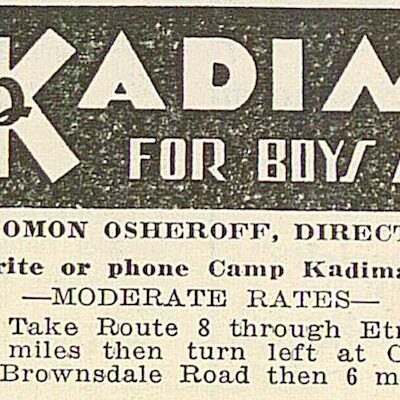 KADIM
FOR BOYS
OMON OSHEROFF, DIRECT
rite or phone Camp Kadima
—MODERATE RATES—
Take Route 8 through Etn
miles then turn left at
Brownsdale Road then 6 m